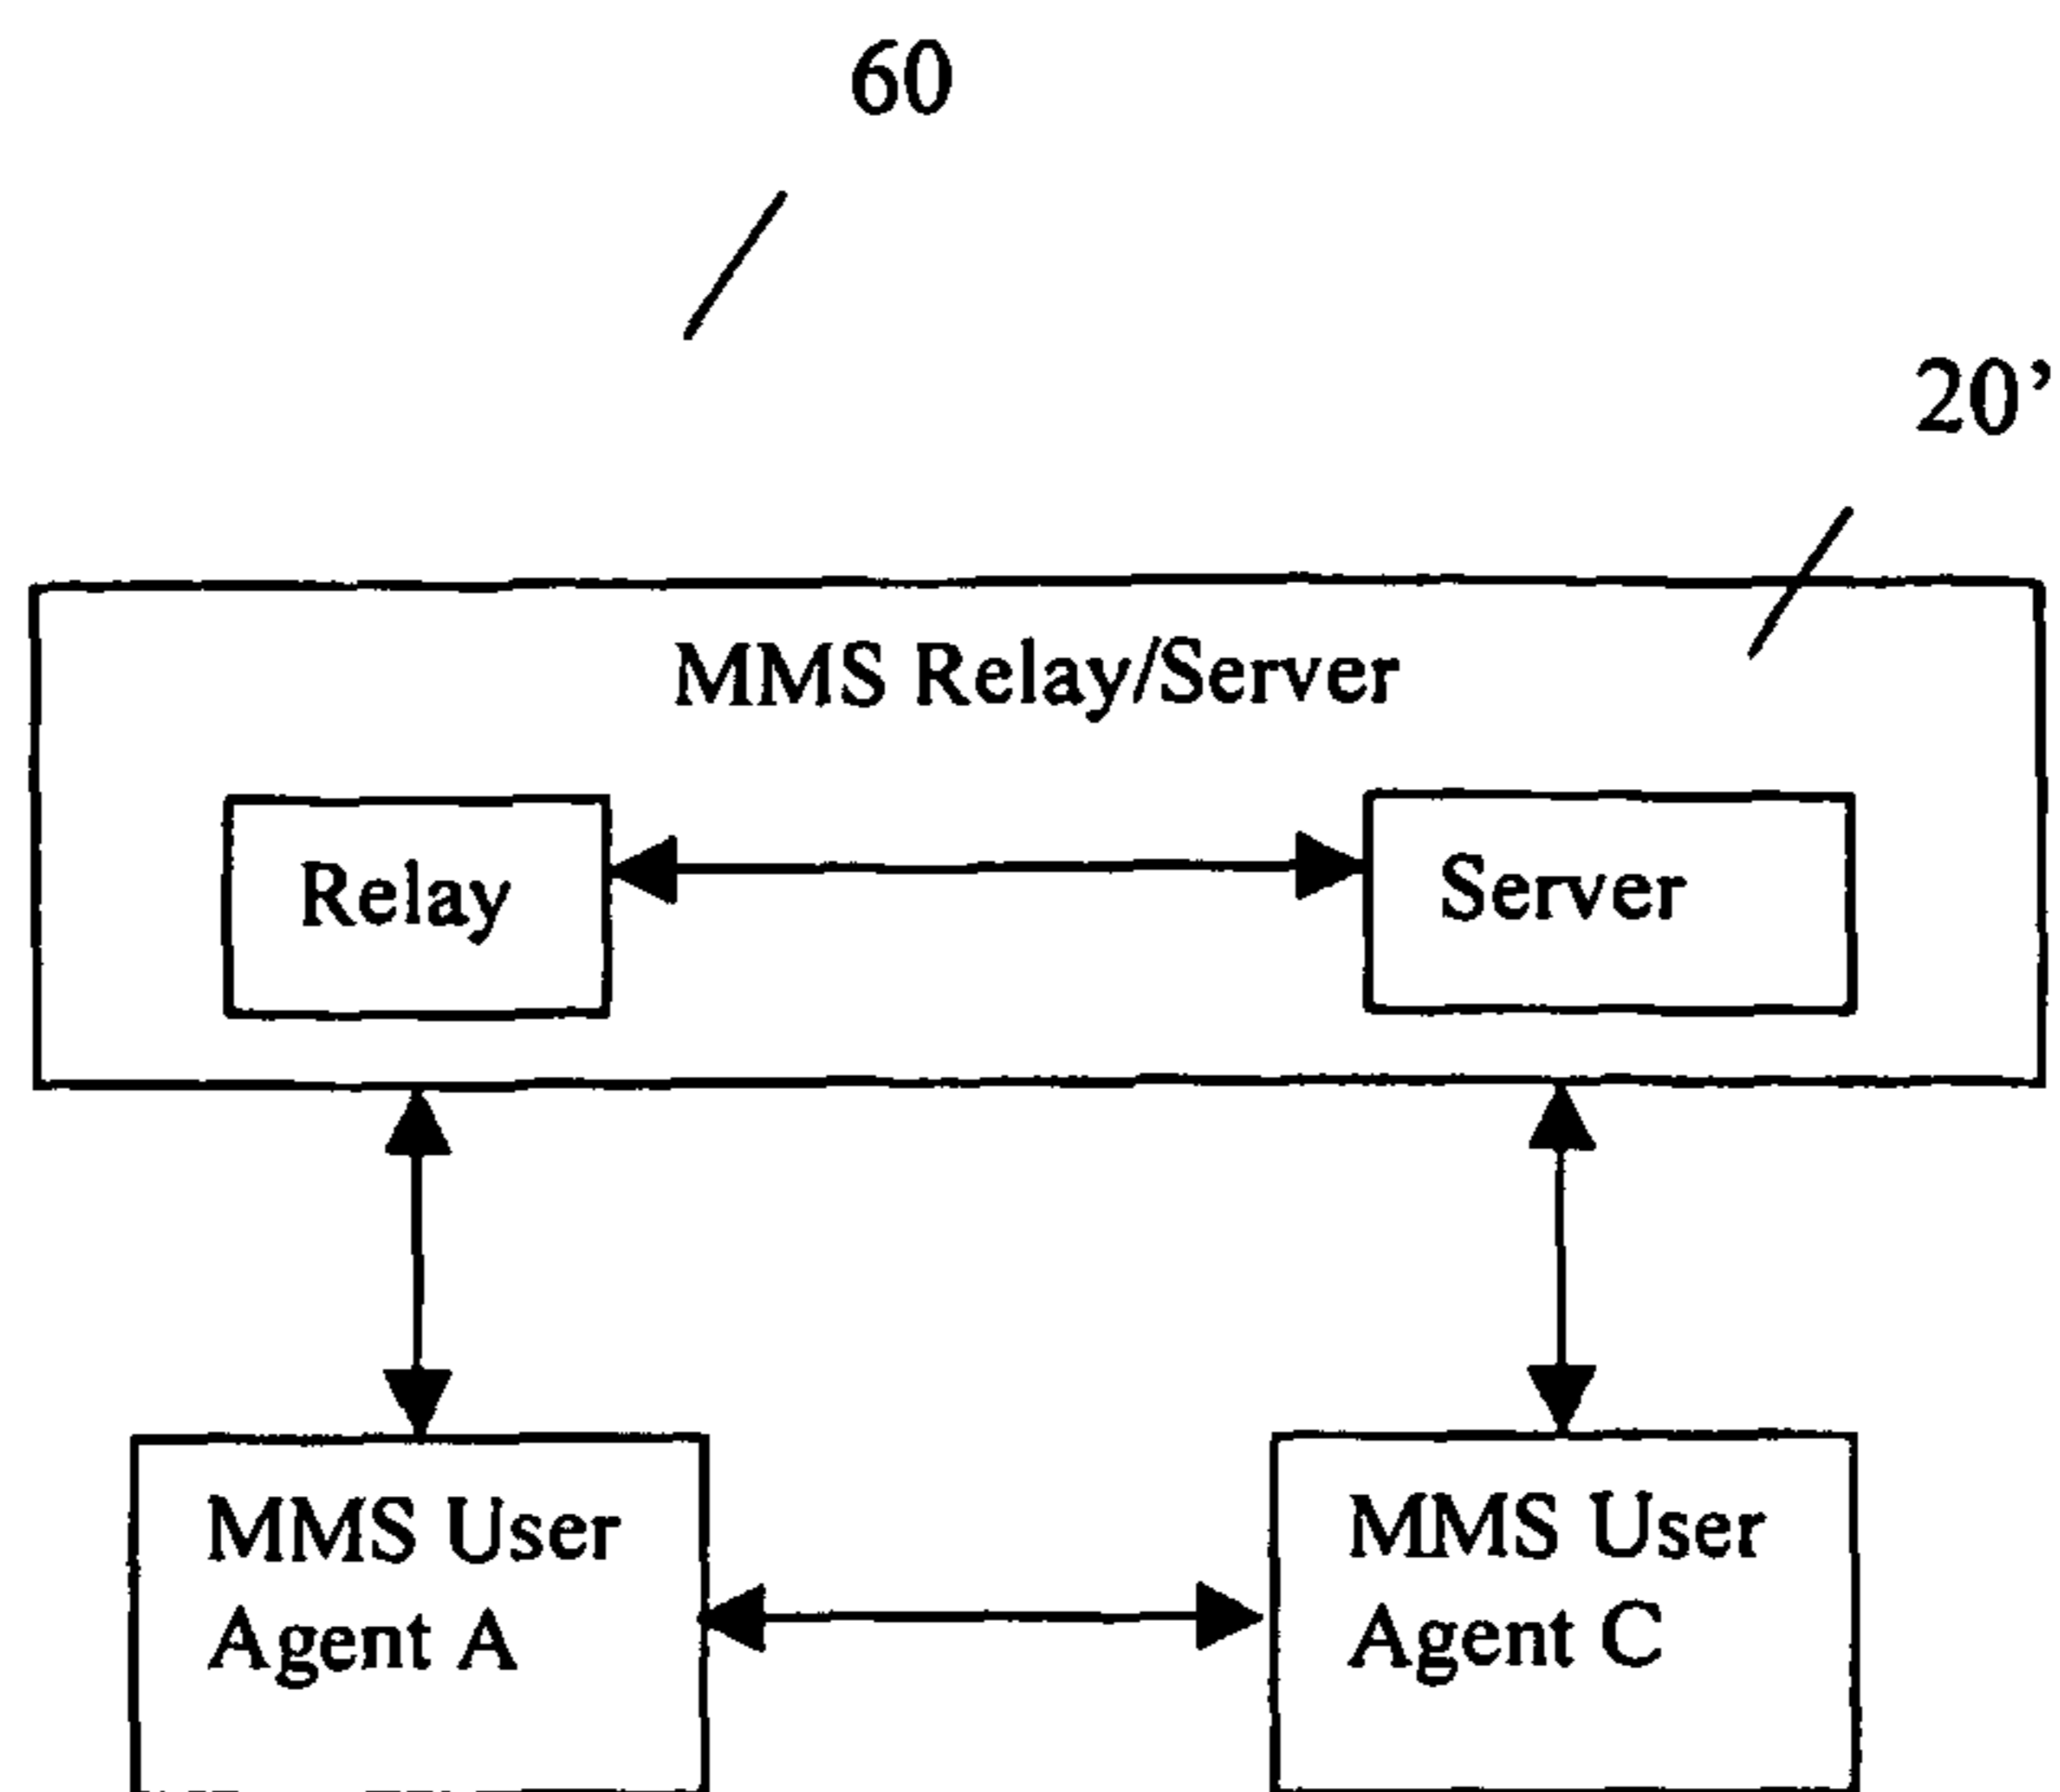 60
20’
MMS Relay/Server
Relay
Server
MMS User
Agent A
MMS User
Agent C